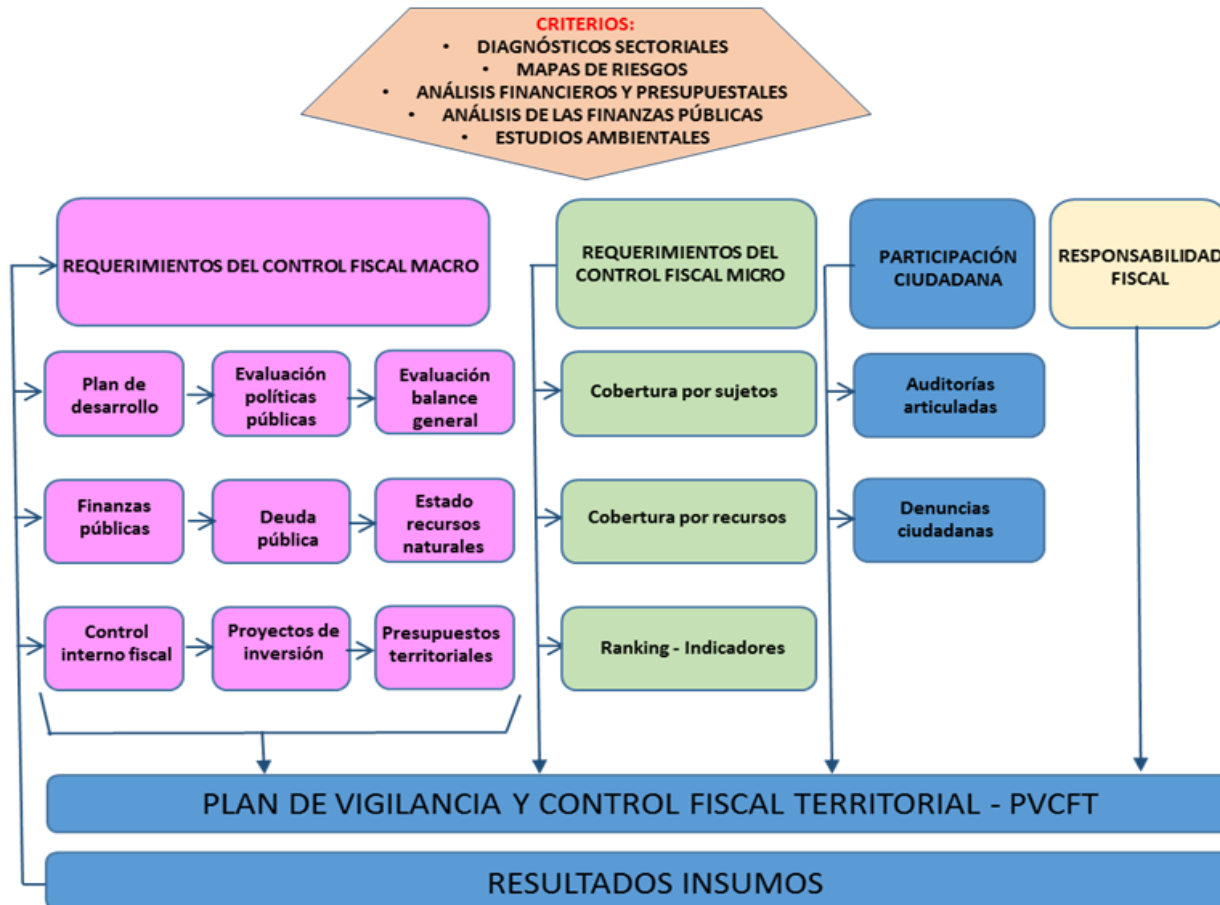 CRITERIOS:
• DIAGNÓSTICOS SECTORIALES
• MAPAS DE RIESGOS
• ANÁLISIS FINANCIEROS Y PRESUPUESTALES
• ANÁLISIS DE LAS FINANZAS PÚBLICAS
• ESTUDIOS AMBIENTALES
REQUERIMIENTOS DEL CONTROL FISCAL MACRO
REQUERIMIENTOS DEL
CONTROL FISCAL MICRO
PARTICIPACIÓN
CIUDADANA
RESPONSABILIDAD
FISCAL
Plan de
desarrollo
Evaluación
políticas
públicas
Evaluación
balance
general
Cobertura por sujetos
Auditorías
articuladas
Finanzas
públicas
Deuda
pública
Estado
recursos
naturales
Cobertura por recursos
Denuncias
ciudadanas
Control
interno fiscal
Proyectos de
inversión
Presupuestos
territoriales
Ranking - Indicadores
PLAN DE VIGILANCIA Y CONTROL FISCAL TERRITORIAL - PVCFT
RESULTADOS INSUMOS